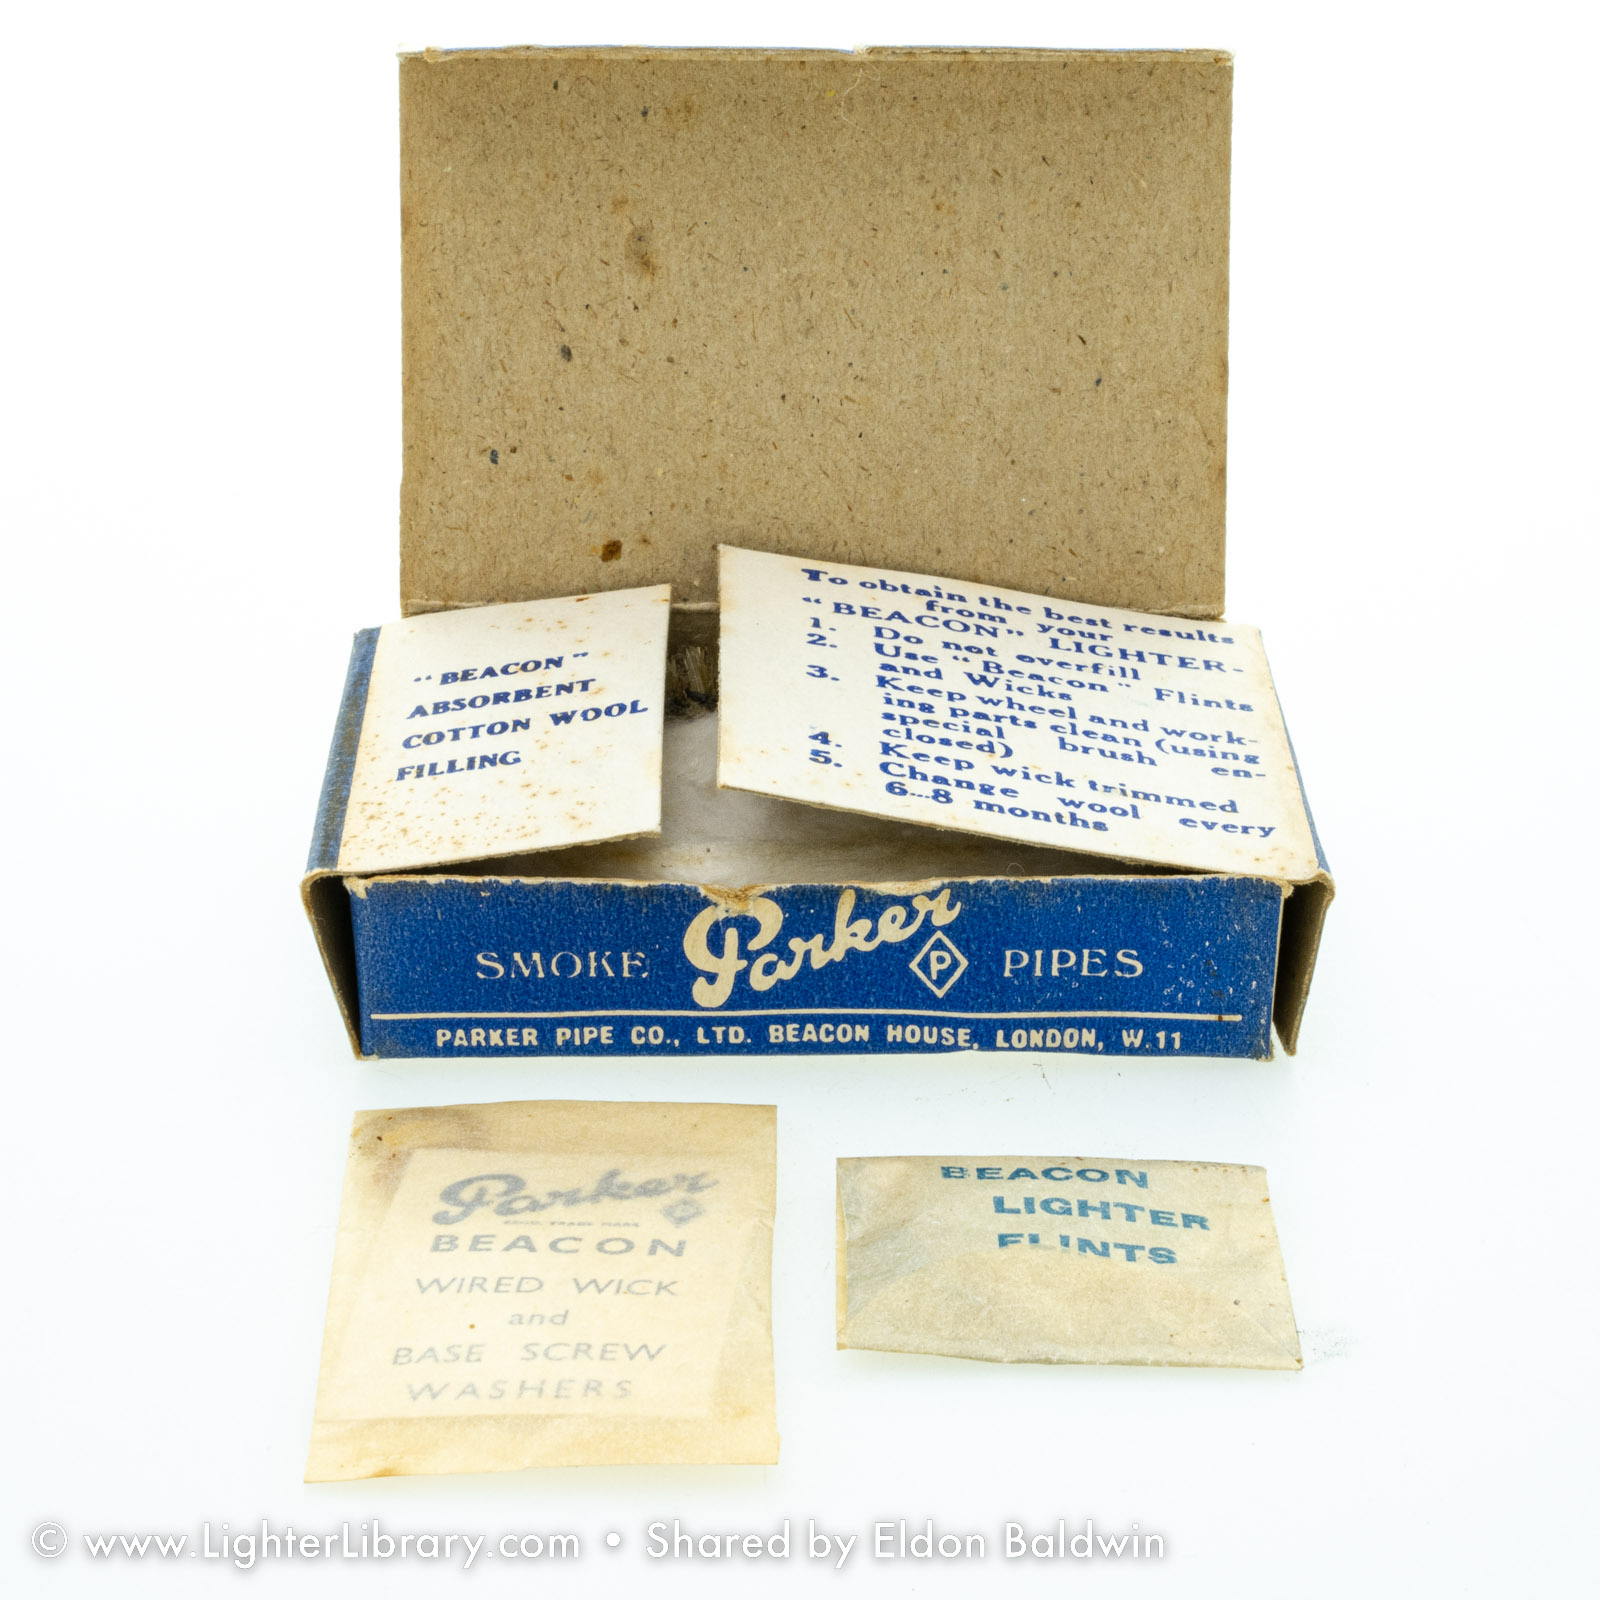 "BEACON"
ABSORBENT
COTTON WOOL
FILLING
To obtain the best results
from your
"BEACON" LIGHTER-
1. Do not overfill
2. Use "Beacon" Flints
and Wicks
3. Keep wheel and work-
ing parts clean (using
special brush en-
closed)
4. Keep wick trimmed
5. Change wool every
6...8 months
SMOKE Parker P PIPES
PARKER PIPE CO., LTD. BEACON HOUSE, LONDON, W.11
Parker P
TRADE MARK
BEACON
WIRED WICK
and
BASE SCREW
WASHERS
BEACON
LIGHTER
FLINTS
© www.LighterLibrary.com • Shared by Eldon Baldwin